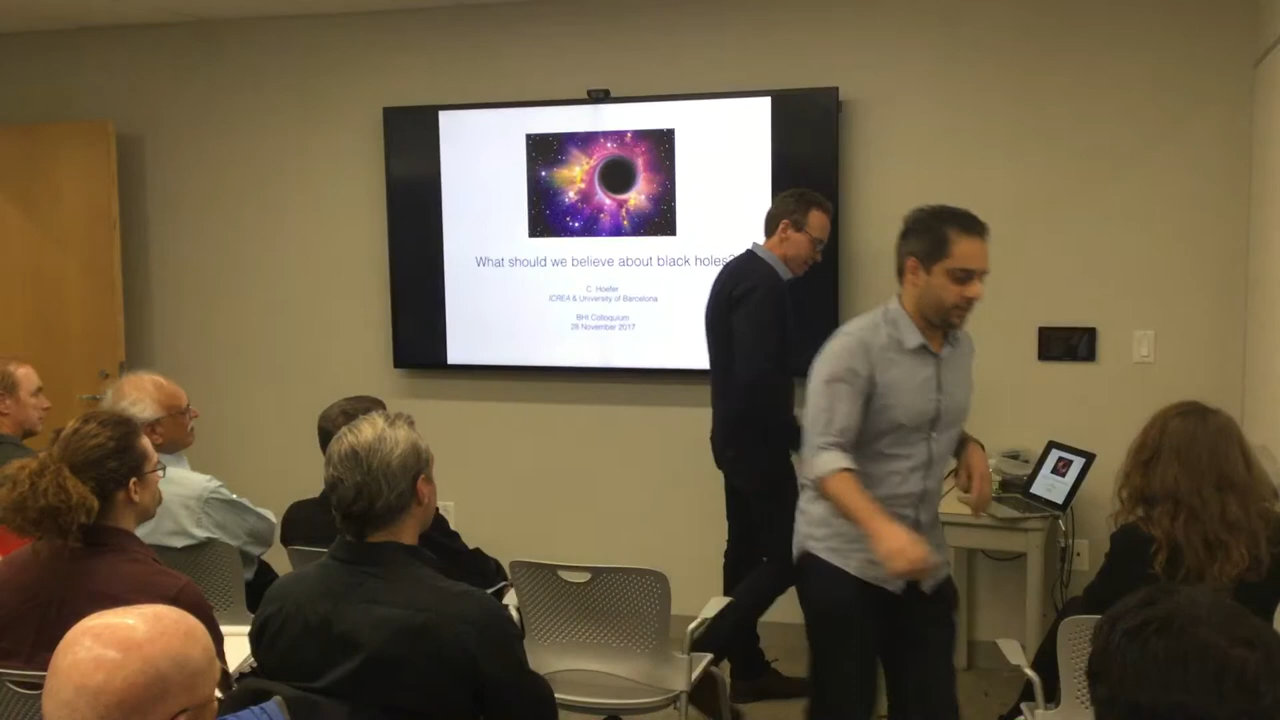 What should we believe about black holes?
C. Hoefer
ICREA & University of Barcelona
BHI Colloquium
28 November 2017